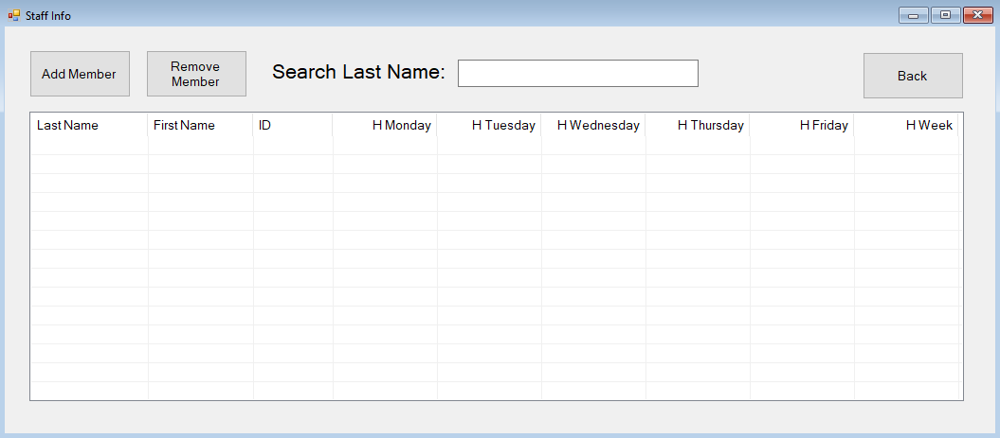 Staff Info
Add Member
Remove
Member
Search Last Name:
Back
Last Name First Name ID H Monday H Tuesday H Wednesday H Thursday H Friday H Week